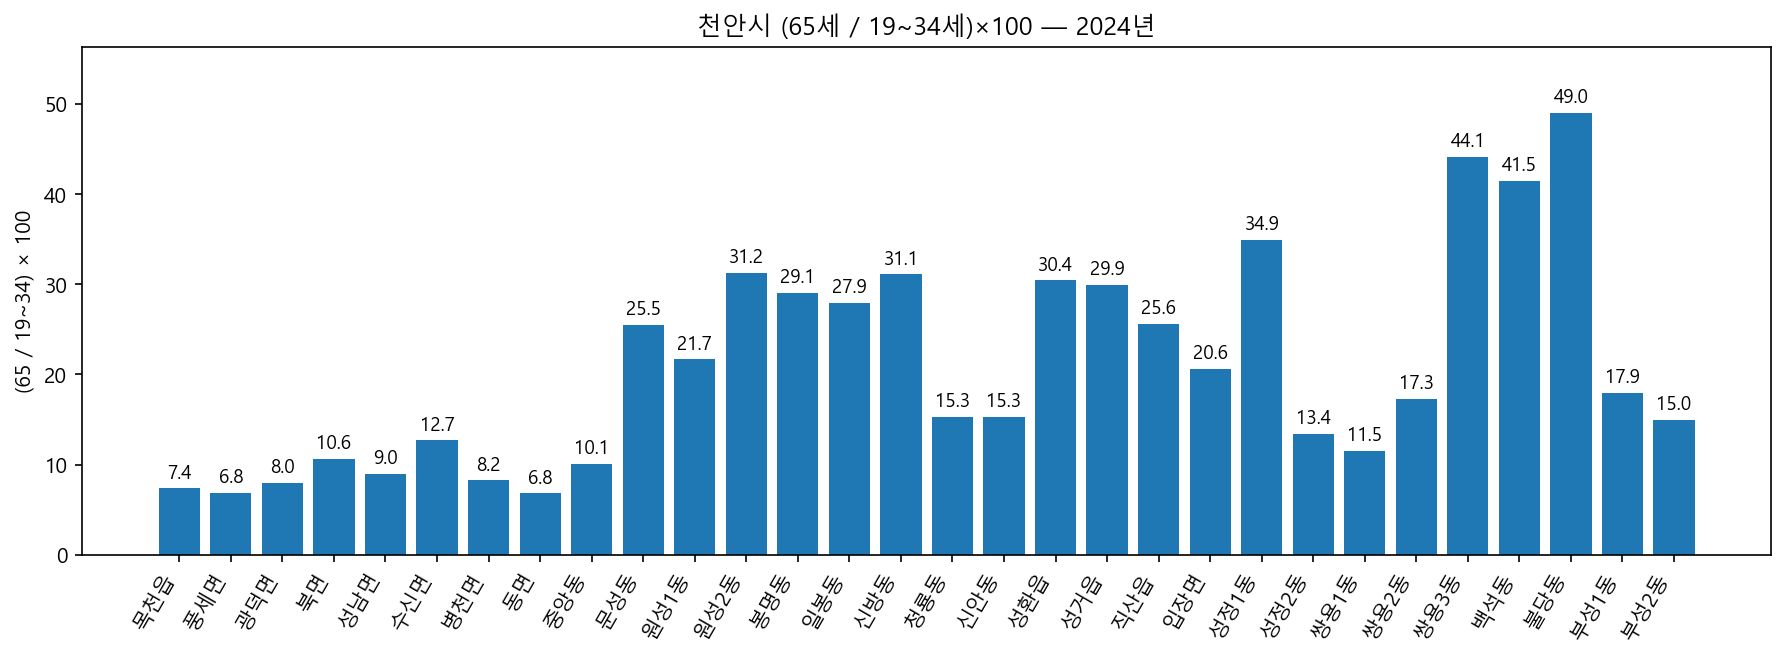 천안시 (65세 / 19~34세)×100 — 2024년
(65 / 19~34) × 100
50
40
30
20
10
0
7.4
6.8
8.0
10.6
9.0
12.7
8.2
6.8
10.1
25.5
21.7
31.2
29.1
27.9
31.1
15.3
15.3
30.4
29.9
25.6
20.6
34.9
13.4
11.5
17.3
44.1
41.5
49.0
17.9
15.0
목천읍
풍세면
광덕면
북면
성남면
수신면
병천면
동면
중앙동
문성동
원성1동
원성2동
봉명동
일봉동
신방동
청룡동
신안동
성환읍
성거읍
직산읍
입장면
성정1동
성정2동
쌍용1동
쌍용2동
쌍용3동
백석동
불당동
부성1동
부성2동